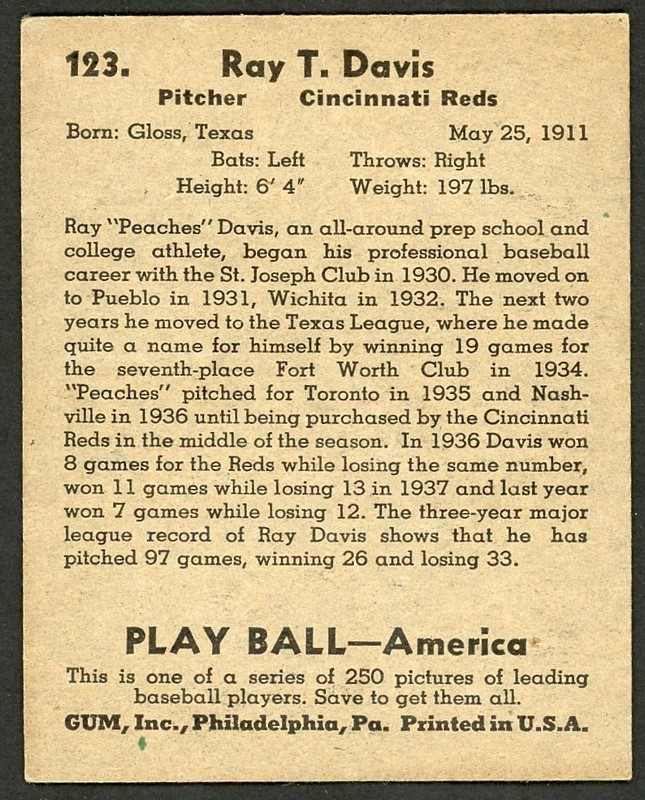 123. Ray T. Davis
Pitcher Cincinnati Reds
Born: Gloss, Texas May 25, 1911
Bats: Left Throws: Right
Height: 6′ 4″ Weight: 197 lbs.
Ray "Peaches" Davis, an all-around prep school and
college athlete, began his professional baseball
career with the St. Joseph Club in 1930. He moved on
to Pueblo in 1931, Wichita in 1932. The next two
years he moved to the Texas League, where he made
quite a name for himself by winning 19 games for
the seventh-place Fort Worth Club in 1934.
"Peaches" pitched for Toronto in 1935 and Nash-
ville in 1936 until being purchased by the Cincinnati
Reds in the middle of the season. In 1936 Davis won
8 games for the Reds while losing the same number,
won 11 games while losing 13 in 1937 and last year
won 7 games while losing 12. The three-year major
league record of Ray Davis shows that he has
pitched 97 games, winning 26 and losing 33.
PLAY BALL—America
This is one of a series of 250 pictures of leading
baseball players. Save to get them all.
GUM, Inc., Philadelphia, Pa. Printed in U.S.A.